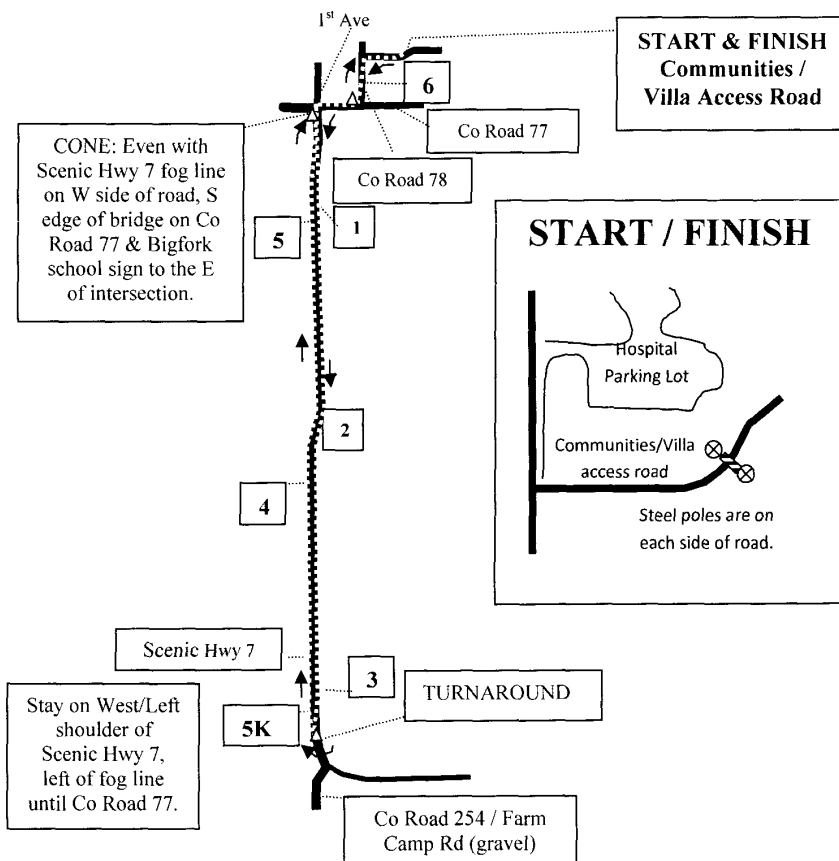 1st Ave
START & FINISH
Communities /
Villa Access Road
6
Co Road 77
Co Road 78
CONE: Even with
Scenic Hwy 7 fog line
on W side of road, S
edge of bridge on Co
Road 77 & Bigfork
school sign to the E
of intersection.
1
5
START / FINISH
Hospital
Parking Lot
Communities/Villa
access road
Steel poles are on
each side of road.
2
4
Scenic Hwy 7
3
TURNAROUND
5K
Stay on West/Left
shoulder of
Scenic Hwy 7,
left of fog line
until Co Road 77.
Co Road 254 / Farm
Camp Rd (gravel)